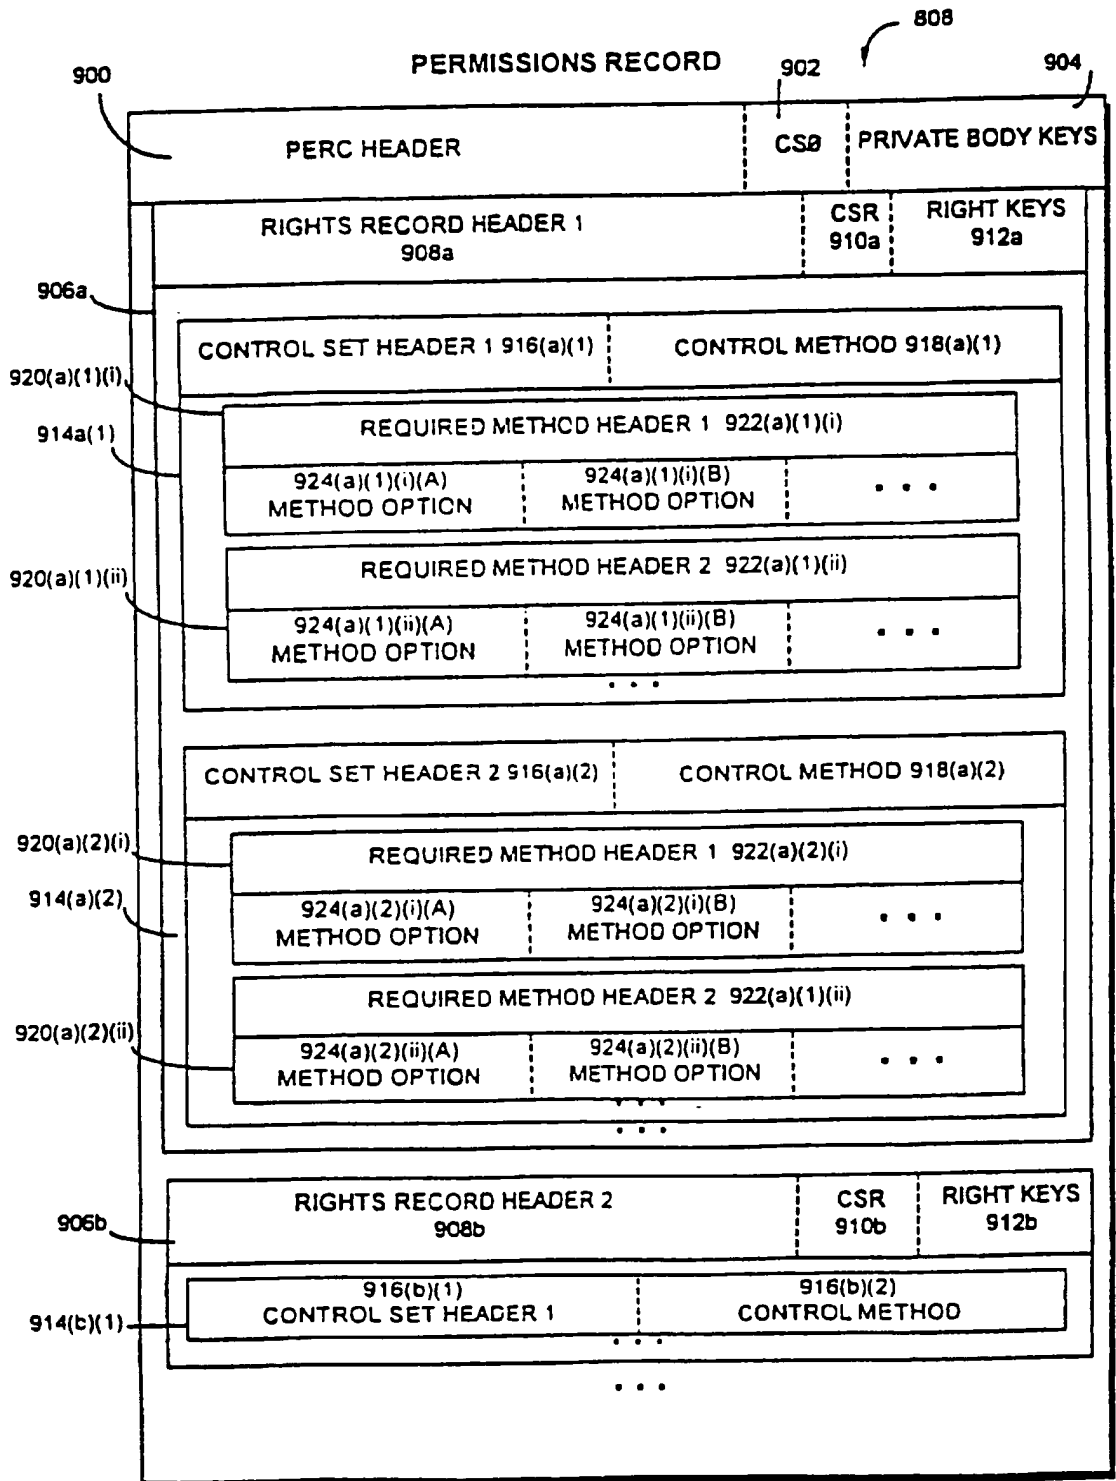 808
PERMISSIONS RECORD
900
902
904
PERC HEADER
CS0
PRIVATE BODY KEYS
RIGHTS RECORD HEADER 1
908a
CSR
910a
RIGHT KEYS
912a
906a
CONTROL SET HEADER 1 916(a)(1)
CONTROL METHOD 918(a)(1)
920(a)(1)(i)
REQUIRED METHOD HEADER 1 922(a)(1)(i)
914a(1)
924(a)(1)(i)(A)
METHOD OPTION
924(a)(1)(i)(B)
METHOD OPTION
. . .
REQUIRED METHOD HEADER 2 922(a)(1)(ii)
920(a)(1)(ii)
924(a)(1)(ii)(A)
METHOD OPTION
924(a)(1)(ii)(B)
METHOD OPTION
. . .
. . .
CONTROL SET HEADER 2 916(a)(2)
CONTROL METHOD 918(a)(2)
920(a)(2)(i)
REQUIRED METHOD HEADER 1 922(a)(2)(i)
914(a)(2)
924(a)(2)(i)(A)
METHOD OPTION
924(a)(2)(i)(B)
METHOD OPTION
. . .
REQUIRED METHOD HEADER 2 922(a)(1)(ii)
920(a)(2)(ii)
924(a)(2)(ii)(A)
METHOD OPTION
924(a)(2)(ii)(B)
METHOD OPTION
. . .
. . .
. . .
RIGHTS RECORD HEADER 2
908b
CSR
910b
RIGHT KEYS
912b
906b
916(b)(1)
CONTROL SET HEADER 1
916(b)(2)
CONTROL METHOD
914(b)(1)
. . .
. . .